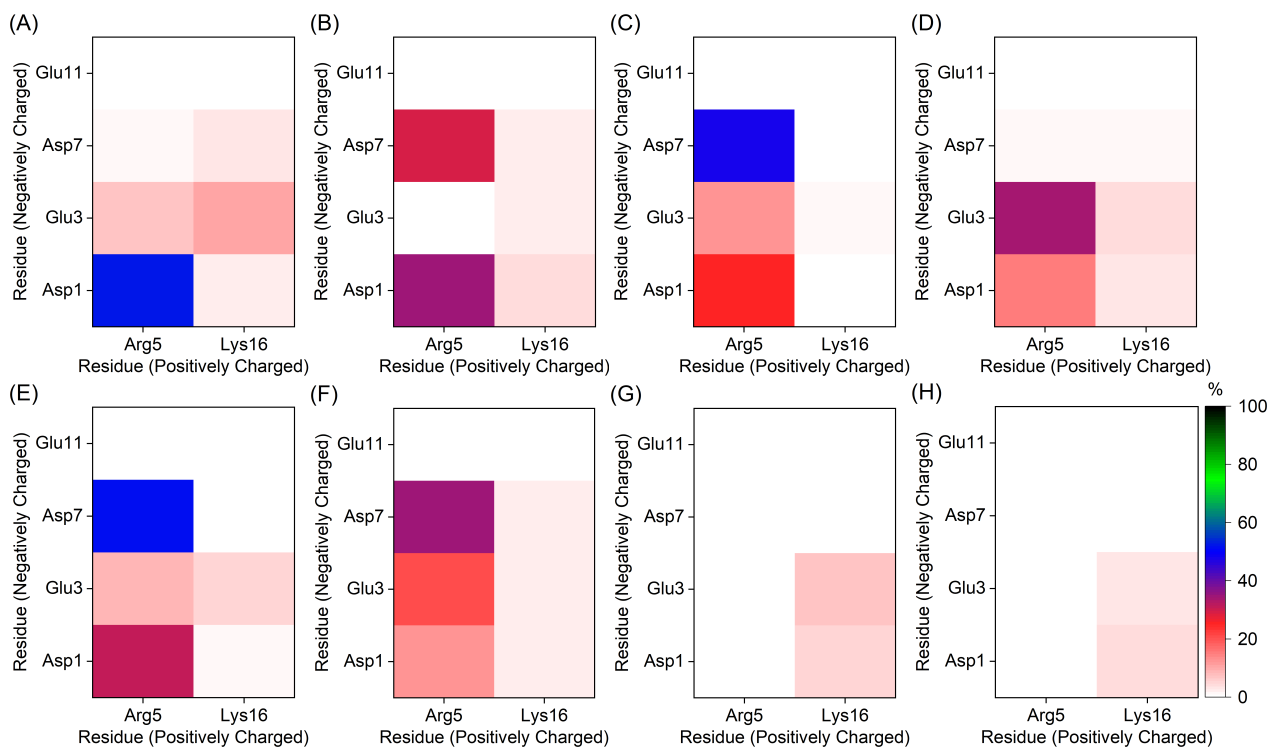 (A)
Residue (Negatively Charged)
Glu11
Asp7
Glu3
Asp1
Arg5 Lys16
Residue (Positively Charged)
(B)
Residue (Negatively Charged)
Glu11
Asp7
Glu3
Asp1
Arg5 Lys16
Residue (Positively Charged)
(C)
Residue (Negatively Charged)
Glu11
Asp7
Glu3
Asp1
Arg5 Lys16
Residue (Positively Charged)
(D)
Residue (Negatively Charged)
Glu11
Asp7
Glu3
Asp1
Arg5 Lys16
Residue (Positively Charged)
(E)
Residue (Negatively Charged)
Glu11
Asp7
Glu3
Asp1
Arg5 Lys16
Residue (Positively Charged)
(F)
Residue (Negatively Charged)
Glu11
Asp7
Glu3
Asp1
Arg5 Lys16
Residue (Positively Charged)
(G)
Residue (Negatively Charged)
Glu11
Asp7
Glu3
Asp1
Arg5 Lys16
Residue (Positively Charged)
(H)
Residue (Negatively Charged)
Glu11
Asp7
Glu3
Asp1
Arg5 Lys16
Residue (Positively Charged)
%
100
80
60
40
20
0